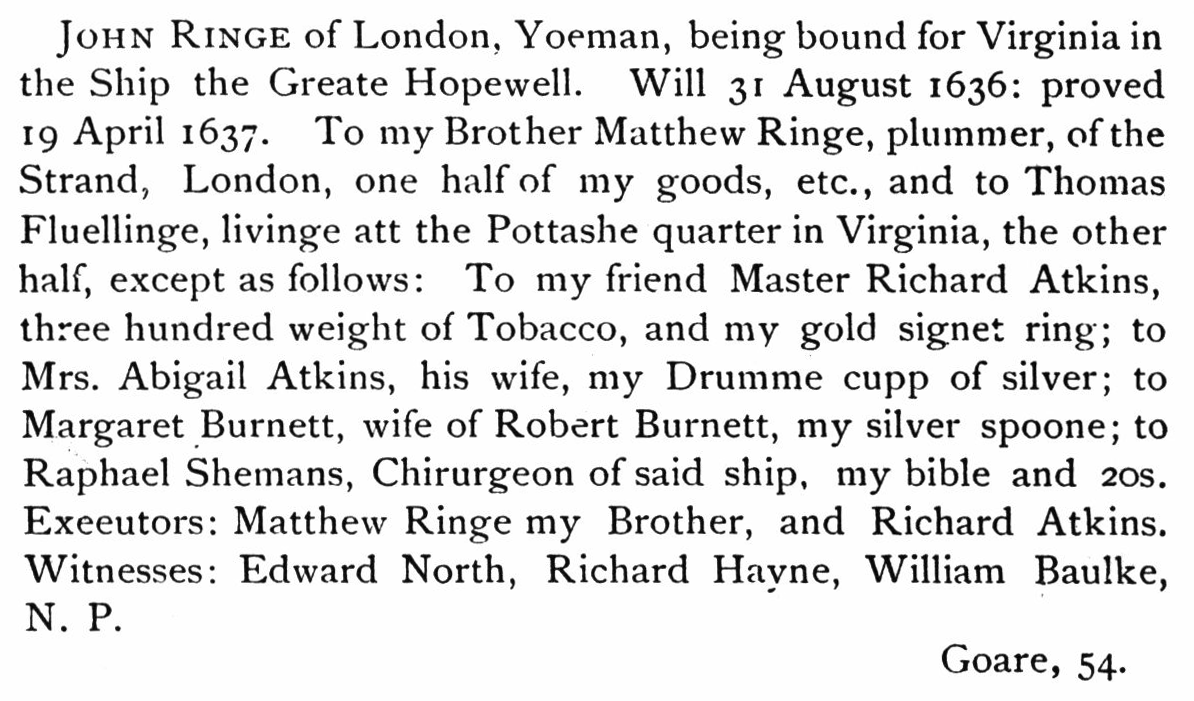 JOHN RINGE of London, Yoeman, being bound for Virginia in
the Ship the Greate Hopewell. Will 31 August 1636: proved
19 April 1637. To my Brother Matthew Ringe, plummer, of the
Strand, London, one half of my goods, etc., and to Thomas
Fluellinge, livinge att the Pottashe quarter in Virginia, the other
half, except as follows: To my friend Master Richard Atkins,
three hundred weight of Tobacco, and my gold signet ring; to
Mrs. Abigail Atkins, his wife, my Drumme cupp of silver; to
Margaret Burnett, wife of Robert Burnett, my silver spoone; to
Raphael Shemans, Chirurgeon of said ship, my bible and 20s.
Exeeutors: Matthew Ringe my Brother, and Richard Atkins.
Witnesses: Edward North, Richard Hayne, William Baulke,
N. P.
Goare, 54.